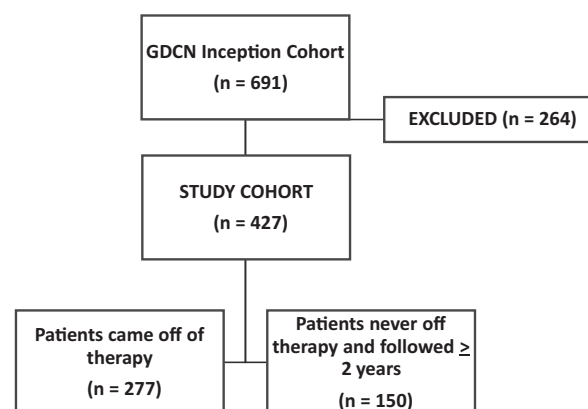 GDCN Inception Cohort
(n = 691)
EXCLUDED (n = 264)
STUDY COHORT
(n = 427)
Patients came off of
therapy
(n = 277)
Patients never off
therapy and followed ≥
2 years
(n = 150)